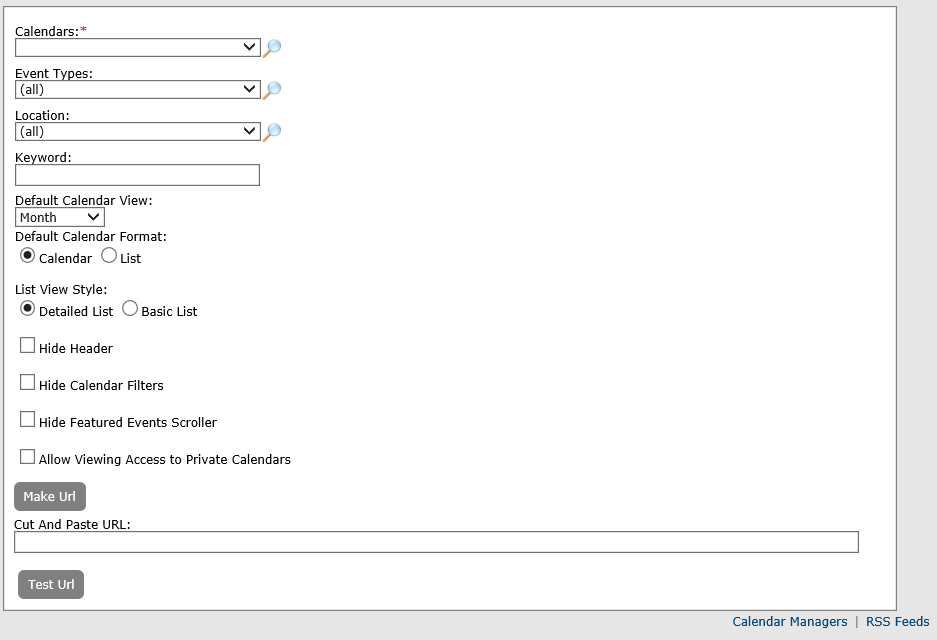 Calendars:*
Event Types:
(all)
Location:
(all)
Keyword:
Default Calendar View:
Month
Default Calendar Format:
Calendar List
List View Style:
Detailed List Basic List
Hide Header
Hide Calendar Filters
Hide Featured Events Scroller
Allow Viewing Access to Private Calendars
Make Url
Cut And Paste URL:
Test Url
Calendar Managers | RSS Feeds